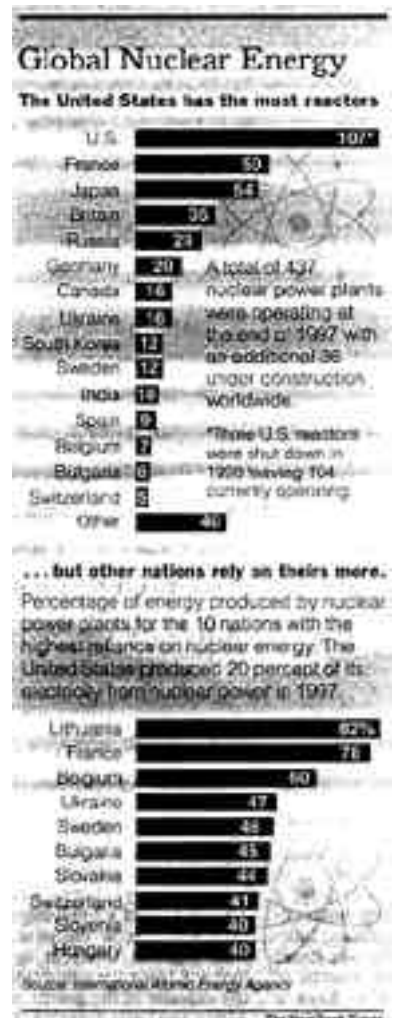 Global Nuclear Energy
The United States has the most reactors
U.S. 107*
France 59
Japan 54
Britain 35
Russia 29
Germany 20
Canada 16
Ukraine 16
South Korea 12
Sweden 12
India 10
Spain 9
Belgium 7
Bulgaria 6
Switzerland 5
Other 40
A total of 437
nuclear power plants
were operating at
the end of 1997 with
an additional 36
under construction
worldwide.
*Three U.S. reactors
were shut down in
1998 leaving 104
currently operating.
. . . but other nations rely on theirs more.
Percentage of energy produced by nuclear
power plants for the 10 nations with the
highest reliance on nuclear energy. The
United States produced 20 percent of its
electricity from nuclear power in 1997.
Lithuania 82%
France 78
Belgium 60
Ukraine 47
Sweden 46
Bulgaria 45
Slovakia 44
Switzerland 41
Slovenia 40
Hungary 40
Source: International Atomic Energy Agency
The New York Times